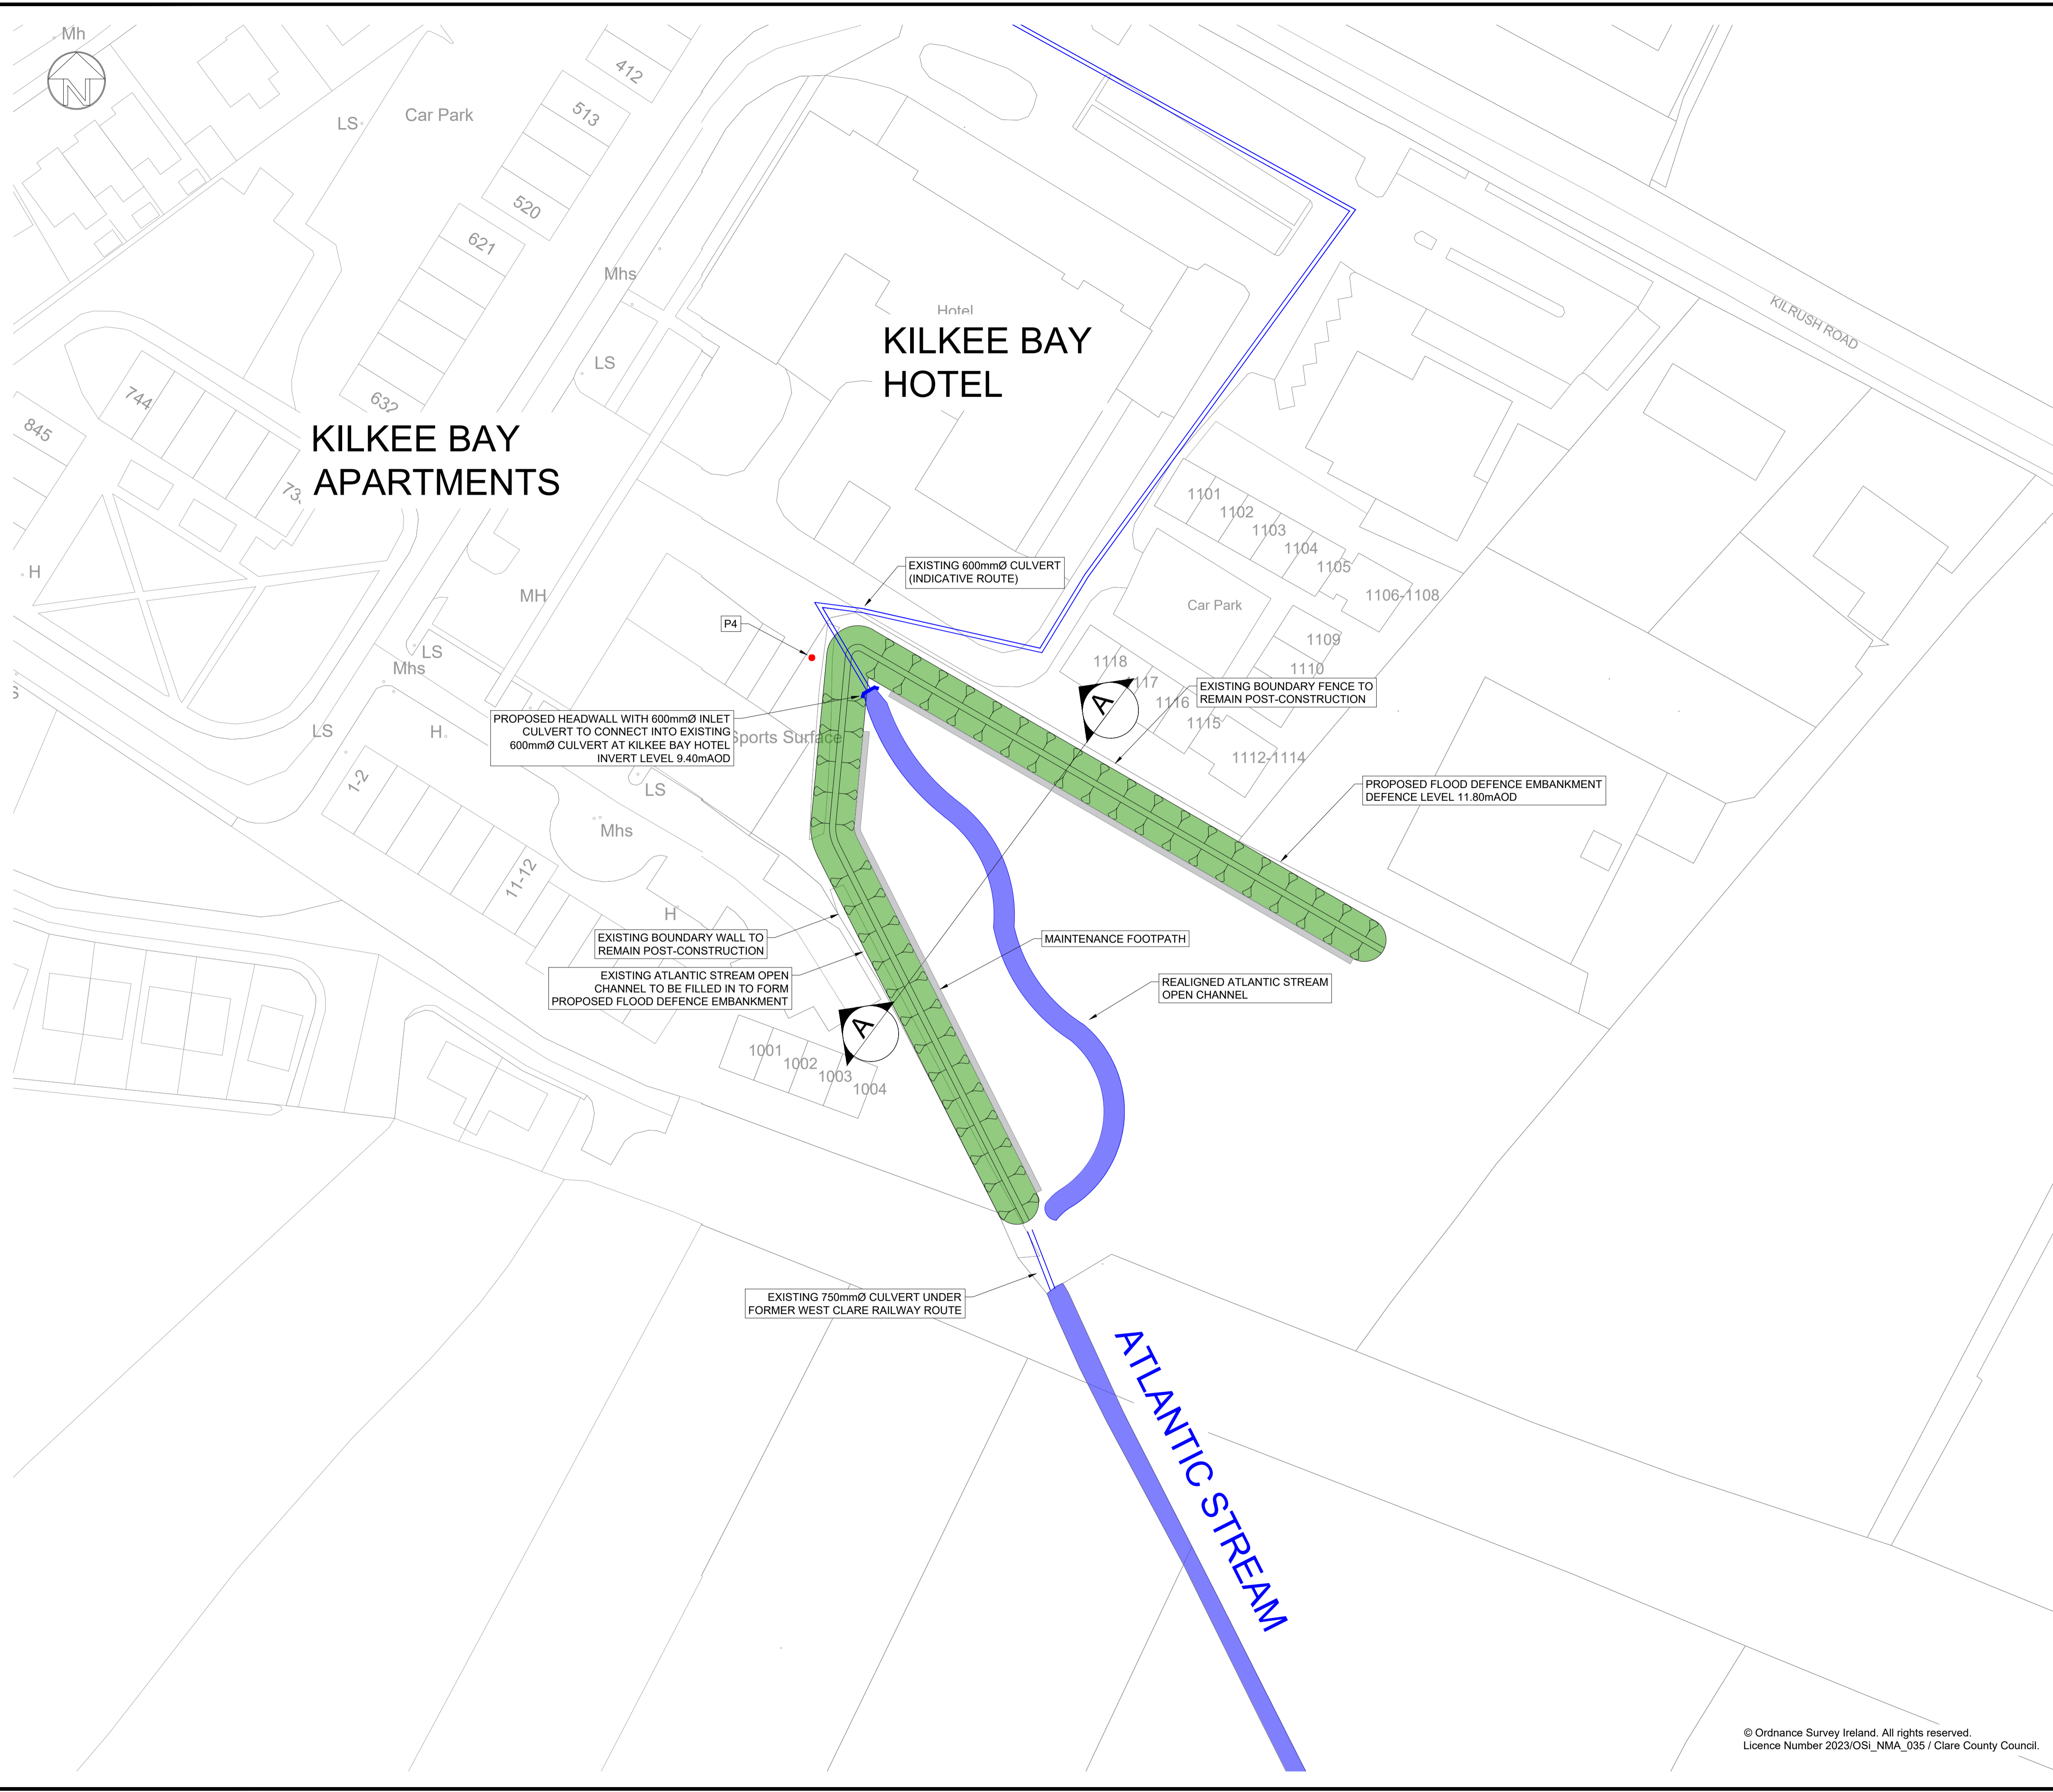 Mh
N
412
LS
Car Park
513
520
621
Mhs
LS
Hotel
KILKEE BAY
HOTEL
KILRUSH ROAD
632
744
845
KILKEE BAY
APARTMENTS
1101
1102
1103
1104
1105
1106-1108
EXISTING 600mmØ CULVERT
(INDICATIVE ROUTE)
H
MH
Car Park
P4
1109
1110
LS
Mhs
1118
1116
1115
1112-1114
A
EXISTING BOUNDARY FENCE TO
REMAIN POST-CONSTRUCTION
PROPOSED HEADWALL WITH 600mmØ INLET
CULVERT TO CONNECT INTO EXISTING
600mmØ CULVERT AT KILKEE BAY HOTEL
INVERT LEVEL 9.40mAOD
Sports Surface
LS
H
1-2
LS
PROPOSED FLOOD DEFENCE EMBANKMENT
DEFENCE LEVEL 11.80mAOD
Mhs
11-12
H
EXISTING BOUNDARY WALL TO
REMAIN POST-CONSTRUCTION
MAINTENANCE FOOTPATH
EXISTING ATLANTIC STREAM OPEN
CHANNEL TO BE FILLED IN TO FORM
PROPOSED FLOOD DEFENCE EMBANKMENT
REALIGNED ATLANTIC STREAM
OPEN CHANNEL
A
1001
1002
1003
1004
EXISTING 750mmØ CULVERT UNDER
FORMER WEST CLARE RAILWAY ROUTE
ATLANTIC STREAM
© Ordnance Survey Ireland. All rights reserved.
Licence Number 2023/OSi_NMA_035 / Clare County Council.